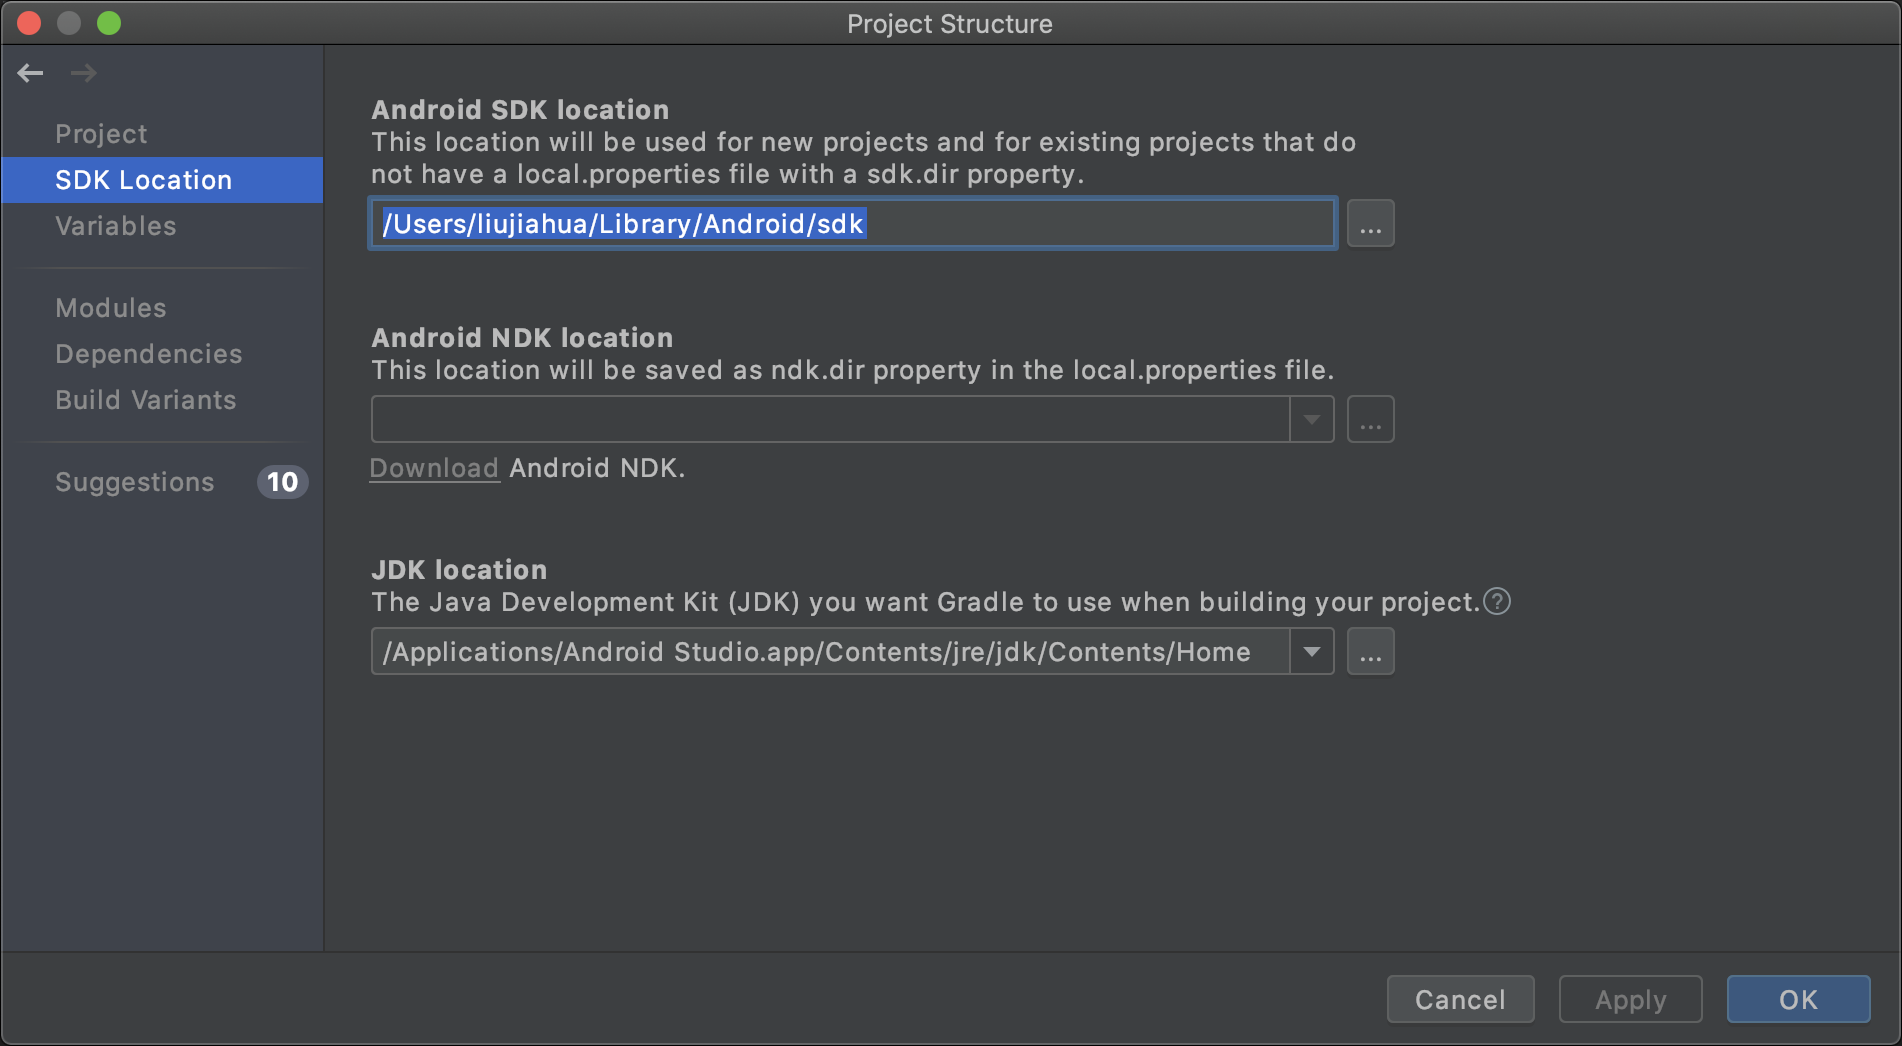 Project Structure
Project
SDK Location
Variables
Modules
Dependencies
Build Variants
Suggestions 10
Android SDK location
This location will be used for new projects and for existing projects that do
not have a local.properties file with a sdk.dir property.
/Users/liujiahua/Library/Android/sdk
...
Android NDK location
This location will be saved as ndk.dir property in the local.properties file.
...
Download Android NDK.
JDK location
The Java Development Kit (JDK) you want Gradle to use when building your project. ?
/Applications/Android Studio.app/Contents/jre/jdk/Contents/Home
...
Cancel Apply OK